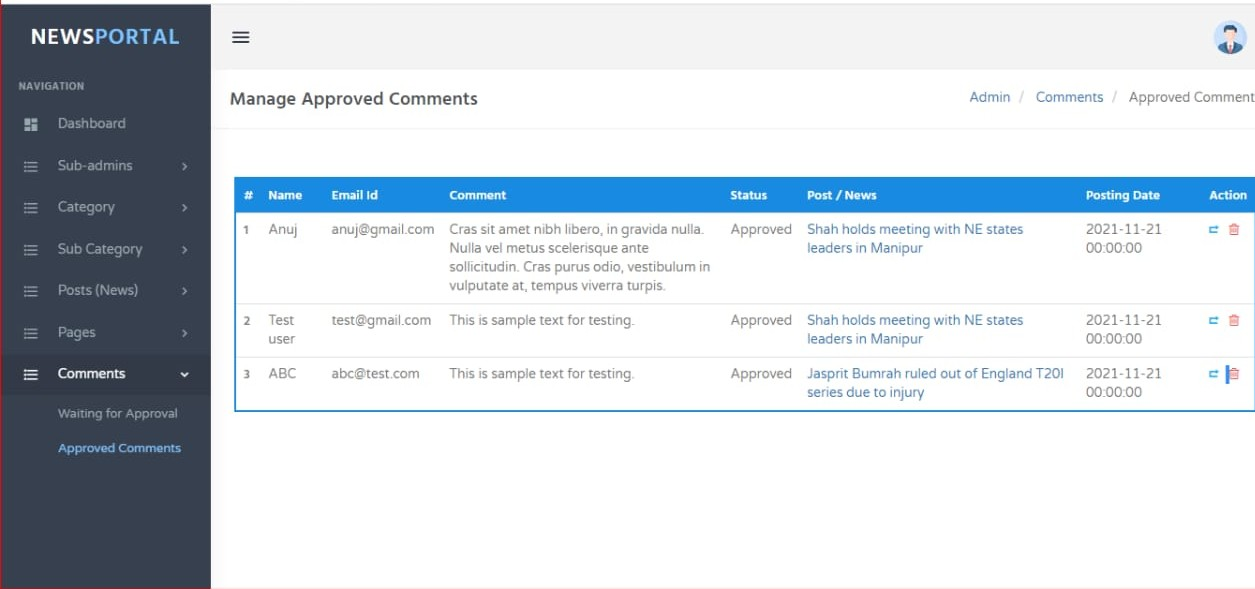 NEWSPORTAL
NAVIGATION
Dashboard
Sub-admins
Category
Sub Category
Posts (News)
Pages
Comments
Waiting for Approval
Approved Comments
Manage Approved Comments
Admin / Comments / Approved Comment
# Name Email Id Comment Status Post / News Posting Date Action
1 Anuj anuj@gmail.com Cras sit amet nibh libero, in gravida nulla. Approved Shah holds meeting with NE states 2021-11-21
Nulla vel metus scelerisque ante leaders in Manipur 00:00:00
sollicitudin. Cras purus odio, vestibulum in
vulputate at, tempus viverra turpis.
2 Test test@gmail.com This is sample text for testing. Approved Shah holds meeting with NE states 2021-11-21
user leaders in Manipur 00:00:00
3 ABC abc@test.com This is sample text for testing. Approved Jasprit Bumrah ruled out of England T20I 2021-11-21
series due to injury 00:00:00